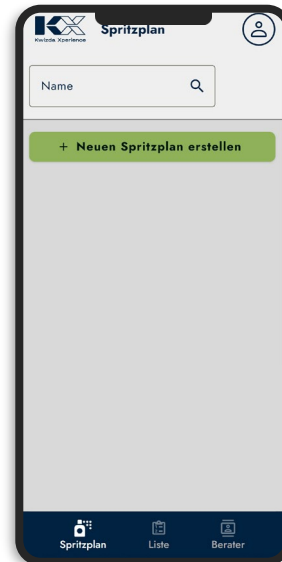 KX
Kwizda Xperience
Spritzplan
Name
+ Neuen Spritzplan erstellen
Spritzplan
Liste
Berater